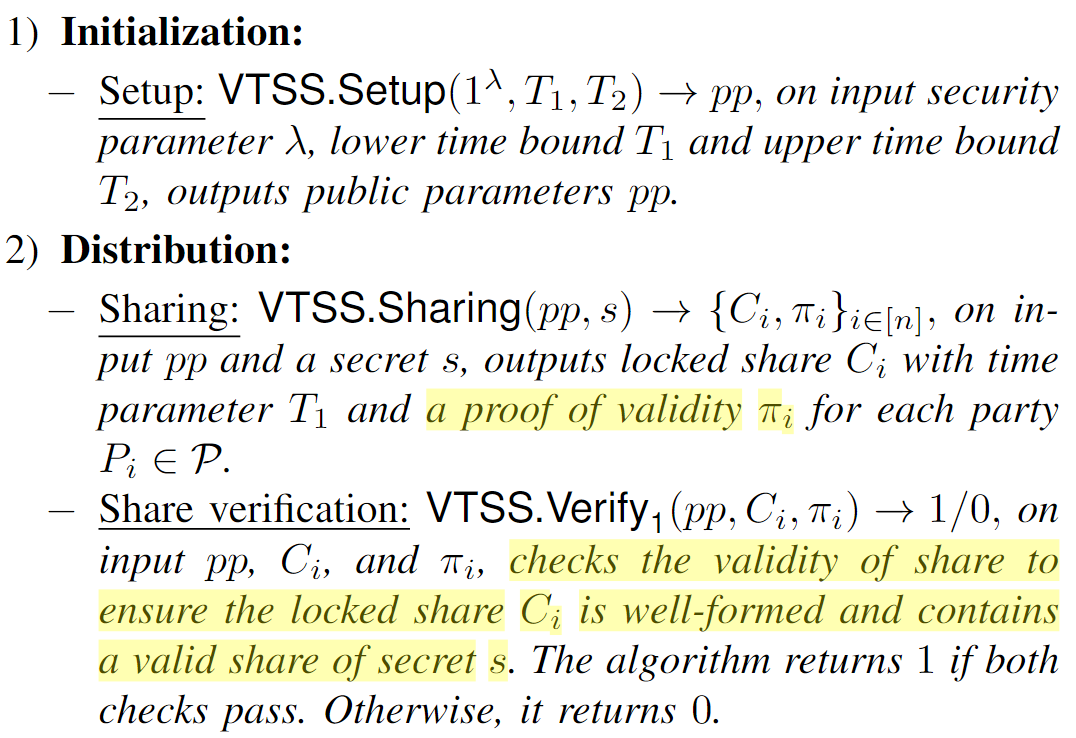 1) Initialization:
– Setup: VTSS.Setup(1^λ, T_1, T_2) → pp, on input security
parameter λ, lower time bound T_1 and upper time bound
T_2, outputs public parameters pp.
2) Distribution:
– Sharing: VTSS.Sharing(pp, s) → {C_i, π_i}_{i∈[n]}, on in-
put pp and a secret s, outputs locked share C_i with time
parameter T_1 and a proof of validity π_i for each party
P_i ∈ 𝒫.
– Share verification: VTSS.Verify_1(pp, C_i, π_i) → 1/0, on
input pp, C_i, and π_i, checks the validity of share to
ensure the locked share C_i is well-formed and contains
a valid share of secret s. The algorithm returns 1 if both
checks pass. Otherwise, it returns 0.